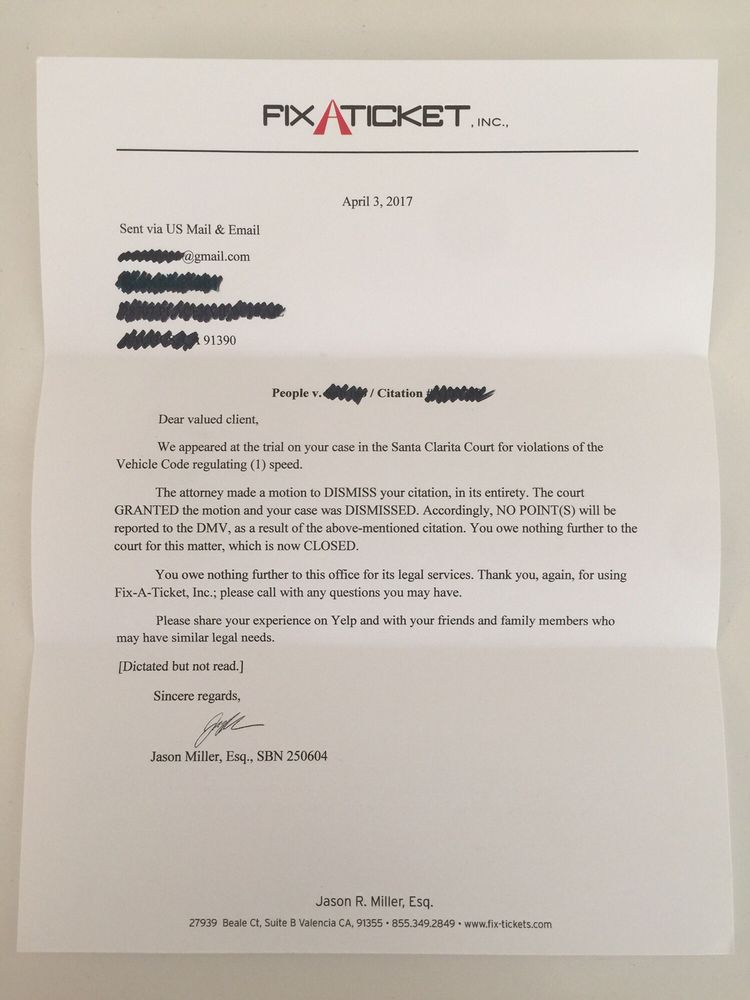 FIX A TICKET, INC.,
April 3, 2017
Sent via US Mail & Email
@gmail.com
91390
People v. / Citation
Dear valued client,
We appeared at the trial on your case in the Santa Clarita Court for violations of the
Vehicle Code regulating (1) speed.
The attorney made a motion to DISMISS your citation, in its entirety. The court
GRANTED the motion and your case was DISMISSED. Accordingly, NO POINT(S) will be
reported to the DMV, as a result of the above-mentioned citation. You owe nothing further to the
court for this matter, which is now CLOSED.
You owe nothing further to this office for its legal services. Thank you, again, for using
Fix-A-Ticket, Inc.; please call with any questions you may have.
Please share your experience on Yelp and with your friends and family members who
may have similar legal needs.
[Dictated but not read.]
Sincere regards,
Jason Miller, Esq., SBN 250604
Jason R. Miller, Esq.
27939 Beale Ct, Suite B Valencia CA, 91355 • 855.349.2849 • www.fix-tickets.com